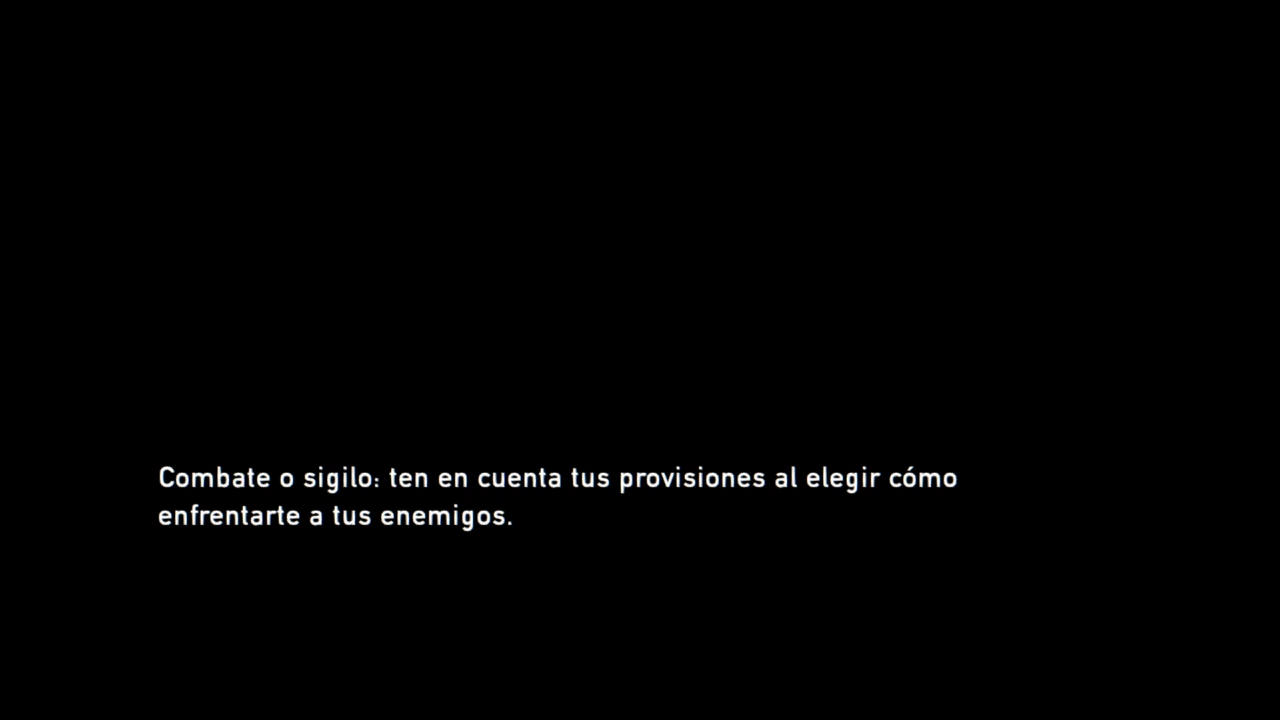 Combate o sigilo: ten en cuenta tus provisiones al elegir cómo
enfrentarte a tus enemigos.